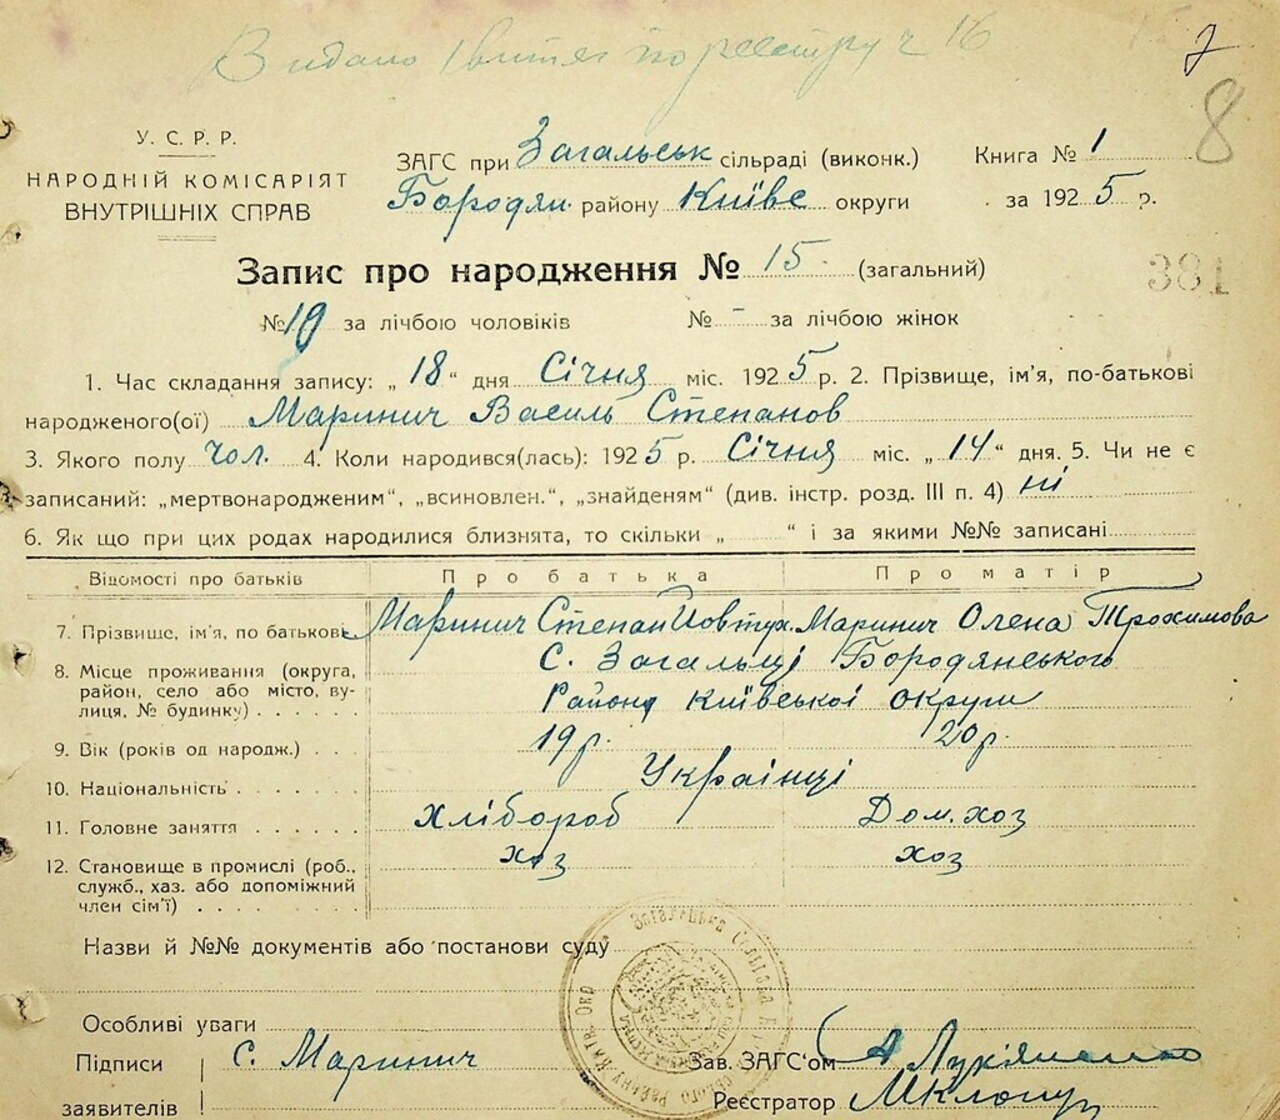 Видано 1 витяг по реєстру ч 16
7
8
У. С. Р. Р.
НАРОДНІЙ КОМІСАРІЯТ
ВНУТРІШНІХ СПРАВ
ЗАГС при Загальськ сільраді (виконк.)
Бородян. району Київс округи
Книга № 1
за 1925 р.
Запис про народження № 15 (загальний)
381
№ 10 за лічбою чоловіків № - за лічбою жінок
1. Час складання запису: „18“ дня Січня міс. 1925 р. 2. Прізвище, ім'я, по-батькові
народженого(ої) Маринич Василь Степанов
3. Якого полу чол. 4. Коли народився(лась): 1925 р. Січня міс. „14“ дня. 5. Чи не є
записаний: „мертвонародженим“, „всиновлен.“, „знайденям“ (див. інстр. розд. III п. 4) ні
6. Як що при цих родах народилися близнята, то скільки „ “ і за якими №№ записані
Відомості про батьків Про батька Про матір
7. Прізвище, ім'я, по батькові Маринич Степан Маринич Олена Трохимова
8. Місце проживання (округа, район, село або місто, вулиця, № будинку) С. Загальці Бородянського
Района Київської округи
9. Вік (років од народж.) 19 р. 20 р.
10. Національність Українці
11. Головне заняття Хлібороб Дом. хоз
12. Становище в промислі (роб., служб., хаз. або допоміжний член сім'ї) хоз хоз
Назви й №№ документів або постанови суду
Особливі уваги
Підписи
заявителів
С. Маринич
Зав. ЗАГС'ом А Лук'яненко
Реєстратор